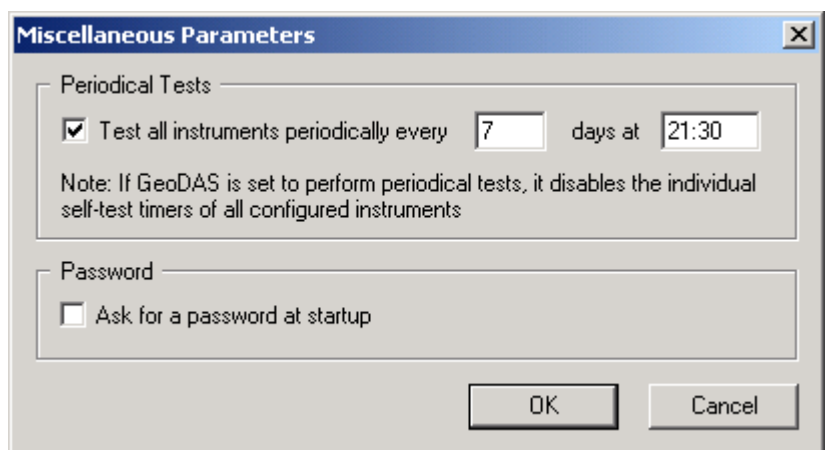 Miscellaneous Parameters
Periodical Tests
Test all instruments periodically every 7 days at 21:30
Note: If GeoDAS is set to perform periodical tests, it disables the individual
self-test timers of all configured instruments
Password
Ask for a password at startup
OK Cancel